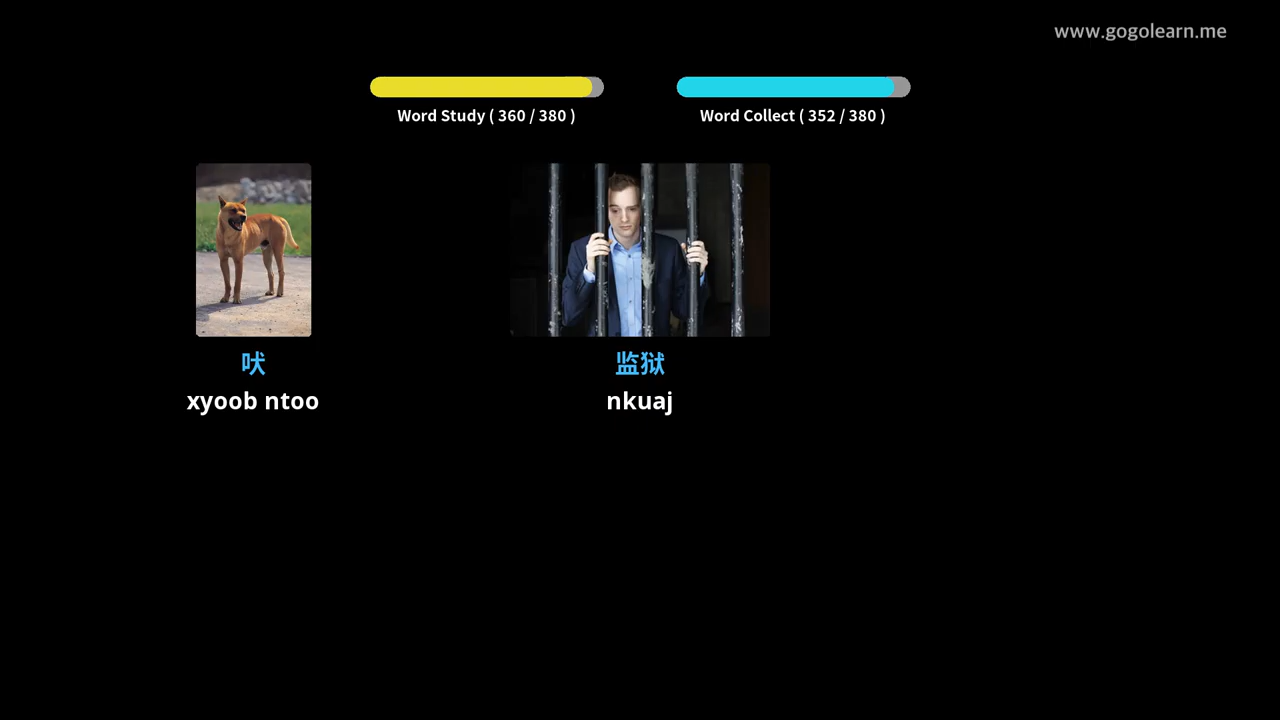 www.gogolearn.me
Word Study ( 360 / 380 )
Word Collect ( 352 / 380 )
吠
xyoob ntoo
监狱
nkuaj